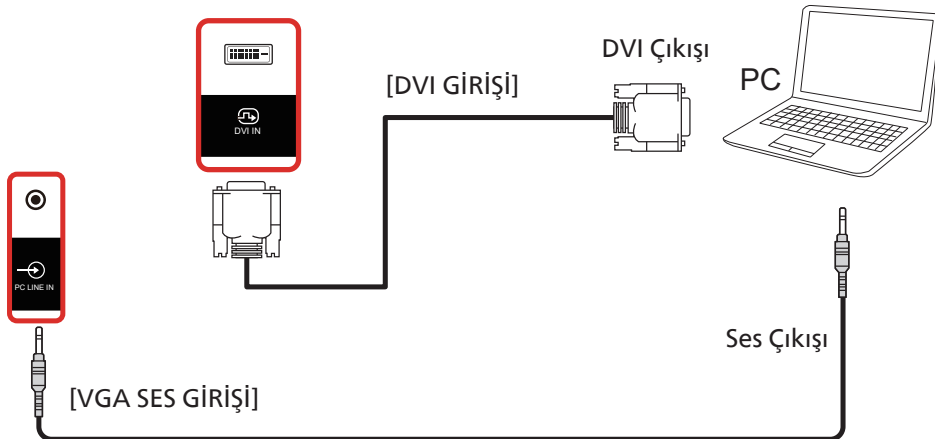 DVI Çıkışı
[DVI GİRİŞİ]
PC
DVI IN
PC LINE IN
Ses Çıkışı
[VGA SES GİRİŞİ]